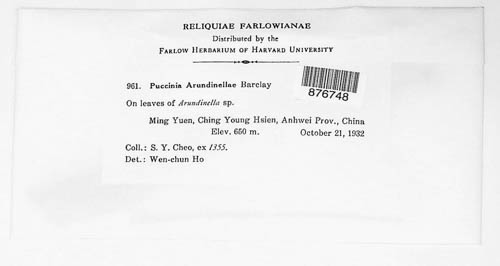 RELIQUIAE FARLOWIANAE
Distributed by the
FARLOW HERBARIUM OF HARVARD UNIVERSITY
961. Puccinia Arundinellae Barclay
876748
On leaves of Arundinella sp.
Ming Yuen, Ching Young Hsien, Anhwei Prov., China
Elev. 650 m. October 21, 1932
Coll.: S. Y. Cheo, ex 1355.
Det.: Wen-chun Ho